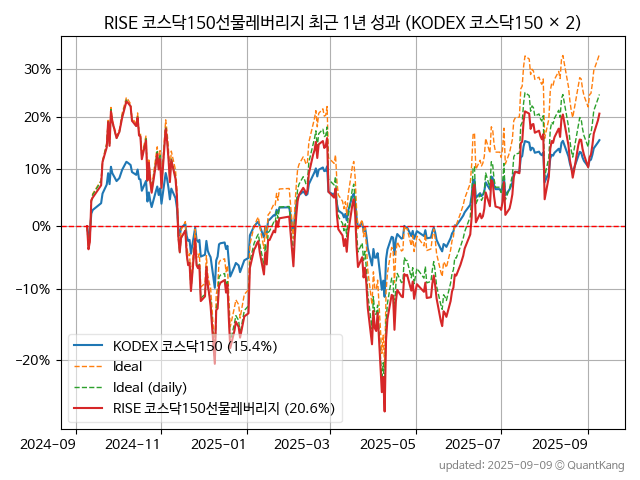 RISE 코스닥150선물레버리지 최근 1년 성과 (KODEX 코스닥150 × 2)
30%
20%
10%
0%
−10%
−20%
KODEX 코스닥150 (15.4%)
Ideal
Ideal (daily)
RISE 코스닥150선물레버리지 (20.6%)
2024-09 2024-11 2025-01 2025-03 2025-05 2025-07 2025-09
updated: 2025-09-09 © QuantKang